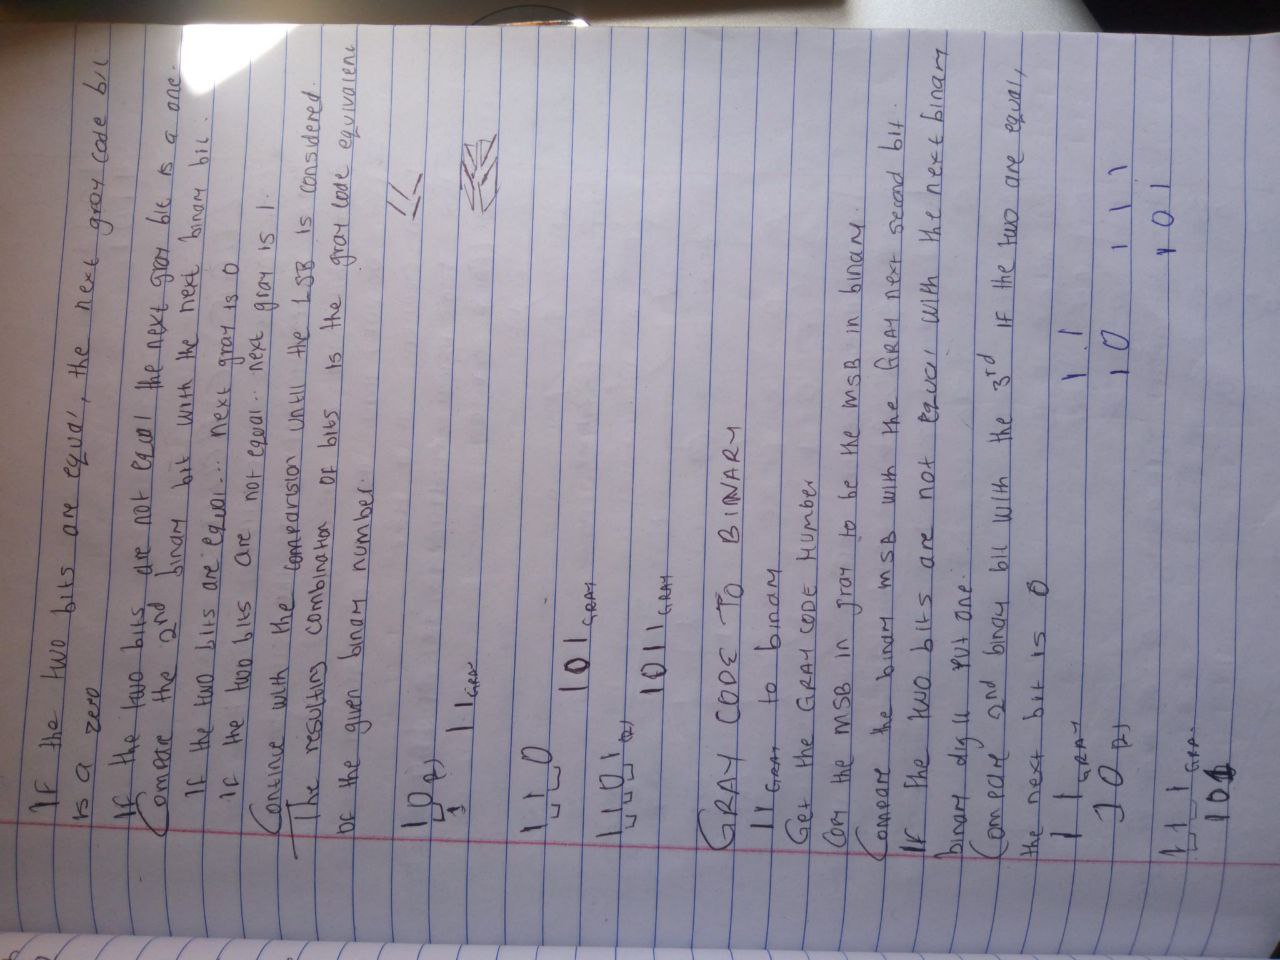 If the two bits are equal, the next gray code bit
is a zero
If the two bits are not equal the next gray bit is a one.
Compare the 2nd binary bit with the next binary bit.
If the two bits are equal... next gray is 0
If the two bits are not equal.. next gray is 1.
Continue with the comparision until the LSB is considered.
The resulting combination of bits is the gray code equivalent
of the given binary number.
10(2)
1 11GRA
110
101GRAY
1101(2)
1011GRAY
GRAY CODE TO BINARY
11GRAY to binary
Get the GRAY CODE Number
Copy the MSB in gray to be the MSB in binary.
Compare the binary MSB with the GRAY next second bit.
If the two bits are not equal with the next binary
binary digit put one.
Compare 2nd binay bit with the 3rd if the two are equal,
the next bit is 0
11GRAY 1.1
10(2) 10 111
101
111GRA.
101